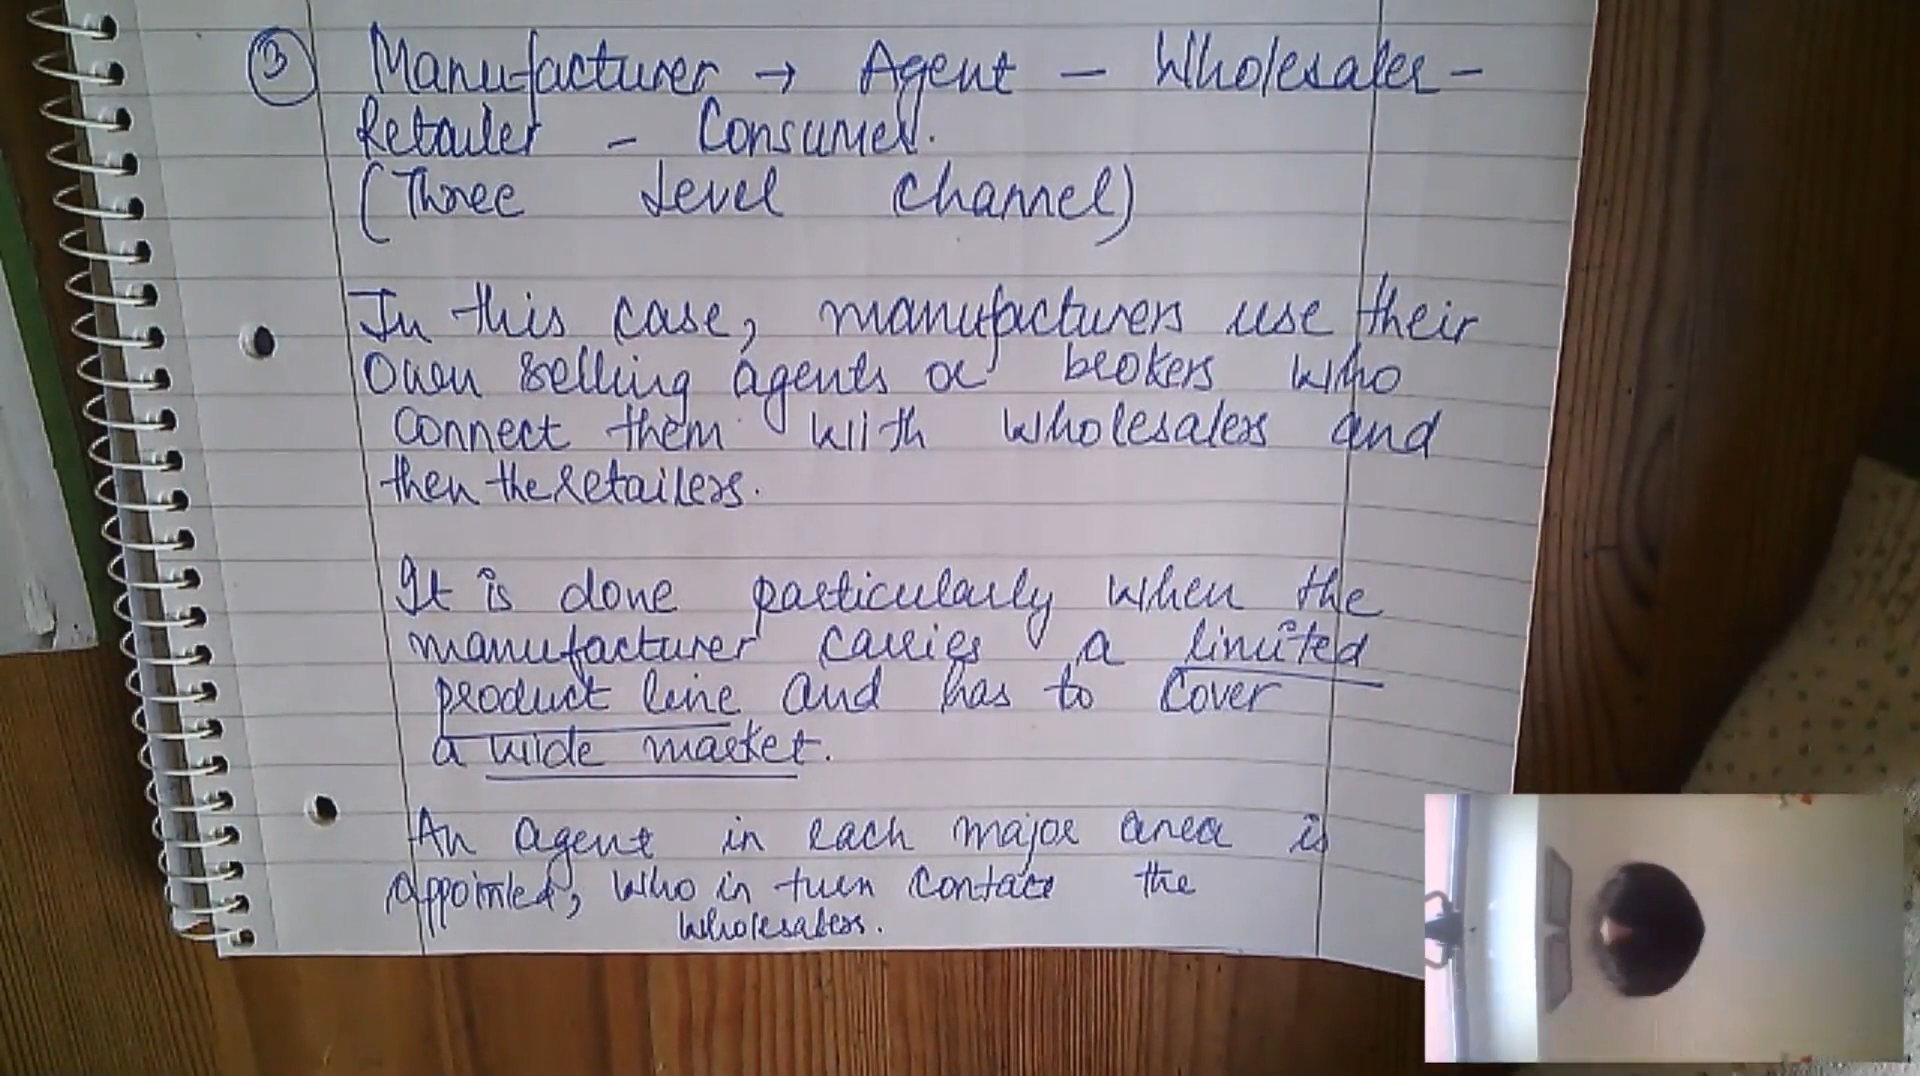 ③ Manufacturer → Agent - Wholesaler -
Retailer - Consumer.
(Three Level Channel)
In this case, manufacturers use their
Own selling agents or brokers who
connect them with wholesalers and
then the retailers.
It is done particularly when the
manufacturer carries a limited
product line and has to Cover
a wide market.
An agent in each major area is
appointed, who in turn contact the
wholesalers.